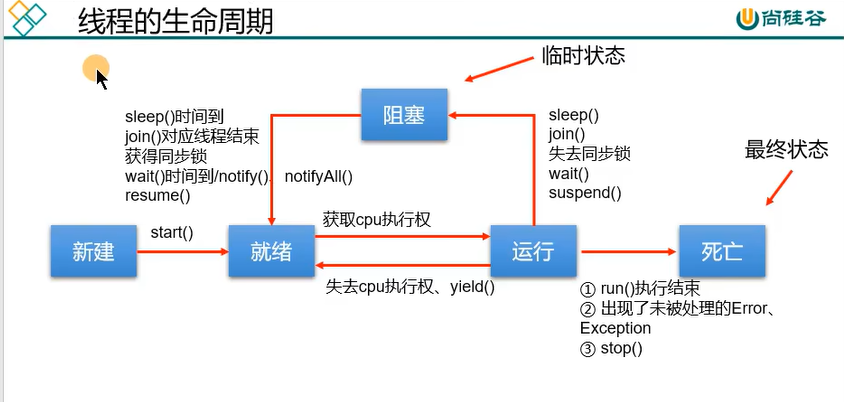 线程的生命周期
尚硅谷
临时状态
阻塞
sleep()时间到
join()对应线程结束
获得同步锁
wait()时间到/notify()、notifyAll()
resume()
sleep()
join()
失去同步锁
wait()
suspend()
最终状态
新建
start()
就绪
获取cpu执行权
失去cpu执行权、yield()
运行
死亡
① run()执行结束
② 出现了未被处理的Error、
Exception
③ stop()